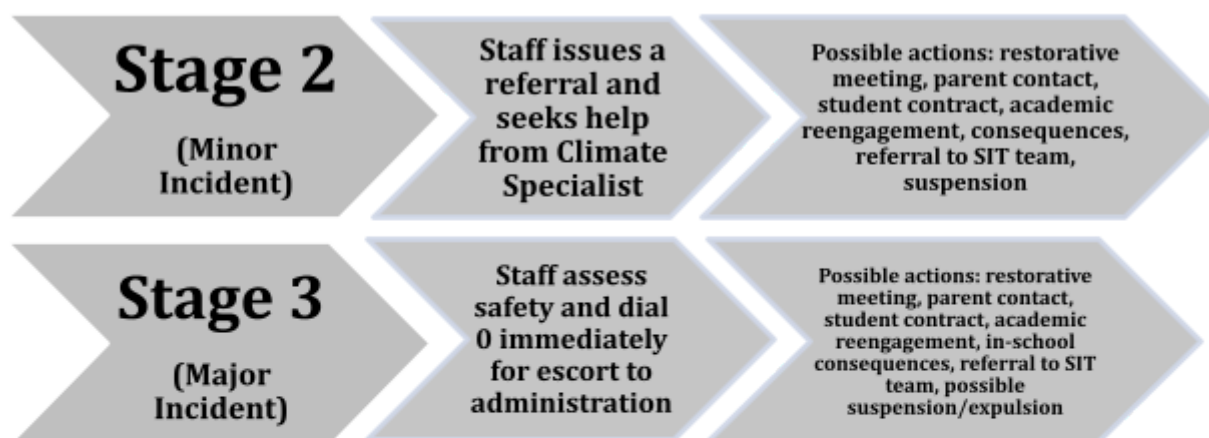 Stage 2
(Minor
Incident)
Staff issues a
referral and
seeks help
from Climate
Specialist
Possible actions: restorative
meeting, parent contact,
student contract, academic
reengagement, consequences,
referral to SIT team,
suspension
Stage 3
(Major
Incident)
Staff assess
safety and dial
0 immediately
for escort to
administration
Possible actions: restorative
meeting, parent contact,
student contract, academic
reengagement, in-school
consequences, referral to SIT
team, possible
suspension/expulsion